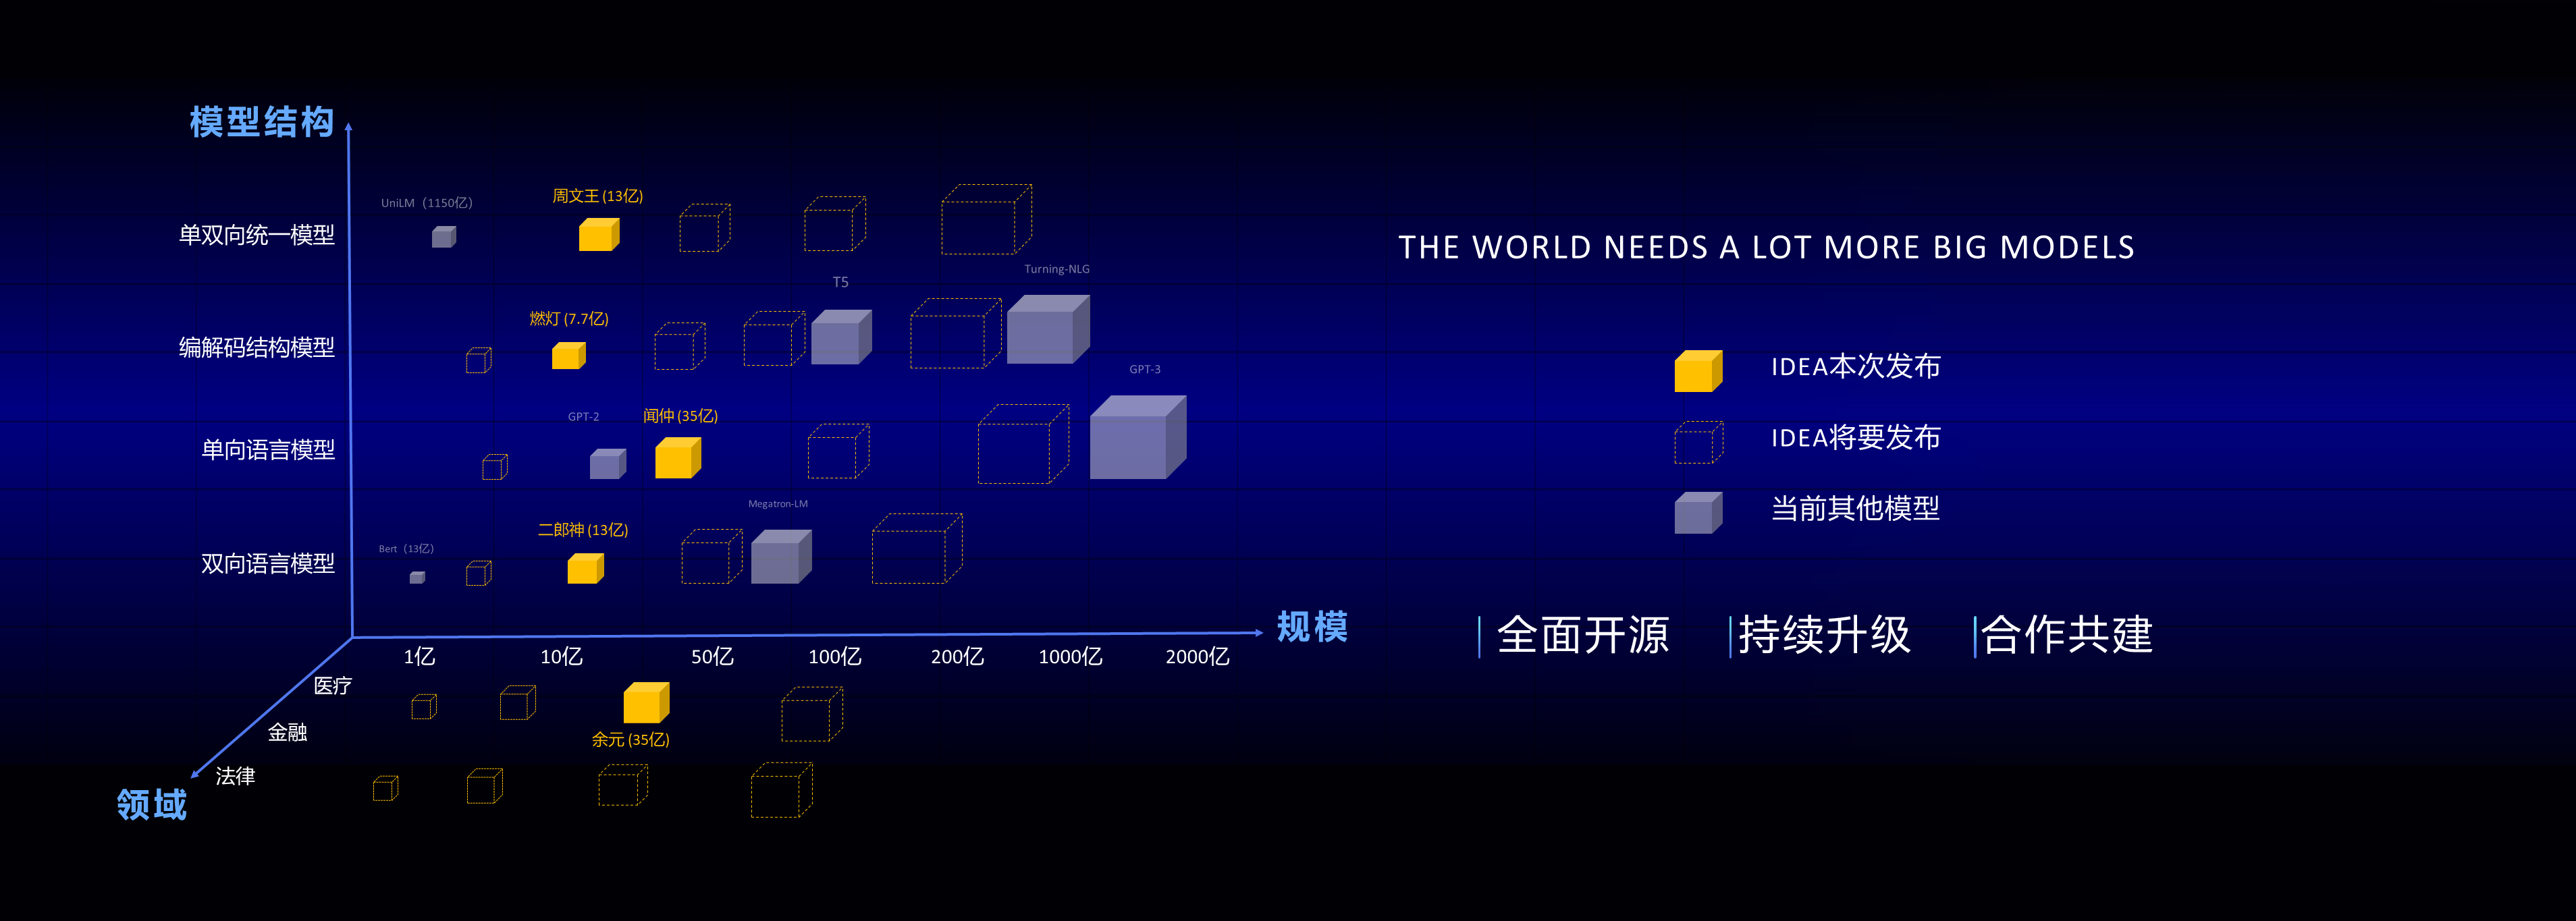 模型结构
UniLM（1150亿）
周文王 (13亿)
单双向统一模型
T5
Turning-NLG
燃灯 (7.7亿)
编解码结构模型
GPT-3
GPT-2
闻仲 (35亿)
单向语言模型
Megatron-LM
二郎神 (13亿)
Bert（13亿）
双向语言模型
规模
1亿
10亿
50亿
100亿
200亿
1000亿
2000亿
医疗
金融
余元 (35亿)
法律
领域
THE WORLD NEEDS A LOT MORE BIG MODELS
IDEA本次发布
IDEA将要发布
当前其他模型
全面开源
持续升级
合作共建